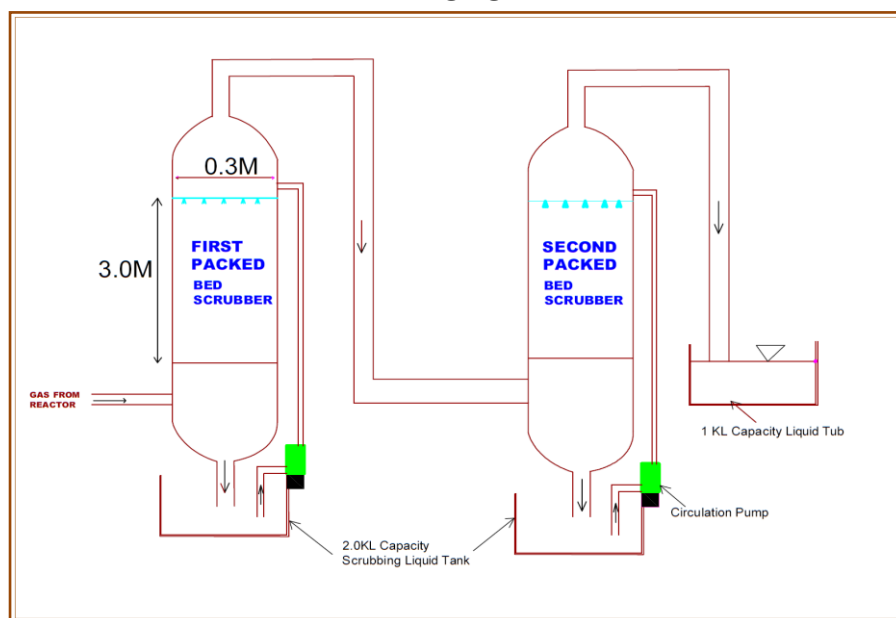 0.3M
3.0M
FIRST
PACKED
BED
SCRUBBER
SECOND
PACKED
BED
SCRUBBER
GAS FROM
REACTOR
1 KL Capacity Liquid Tub
Circulation Pump
2.0KL Capacity
Scrubbing Liquid Tank